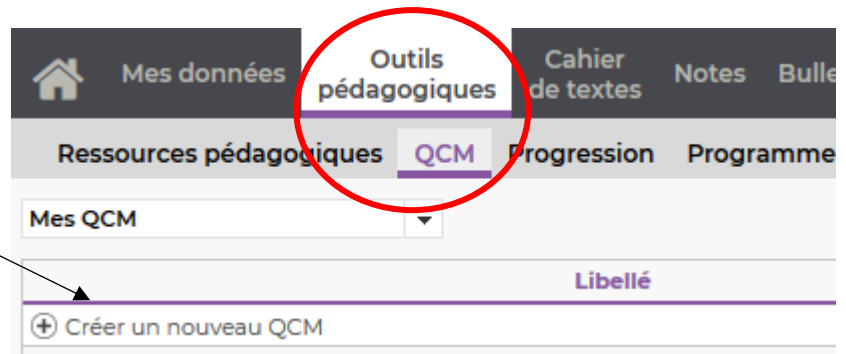 Mes données
Outils pédagogiques
Cahier de textes
Notes
Bulle
Ressources pédagogiques
QCM
Progression
Programme
Mes QCM
Libellé
Créer un nouveau QCM